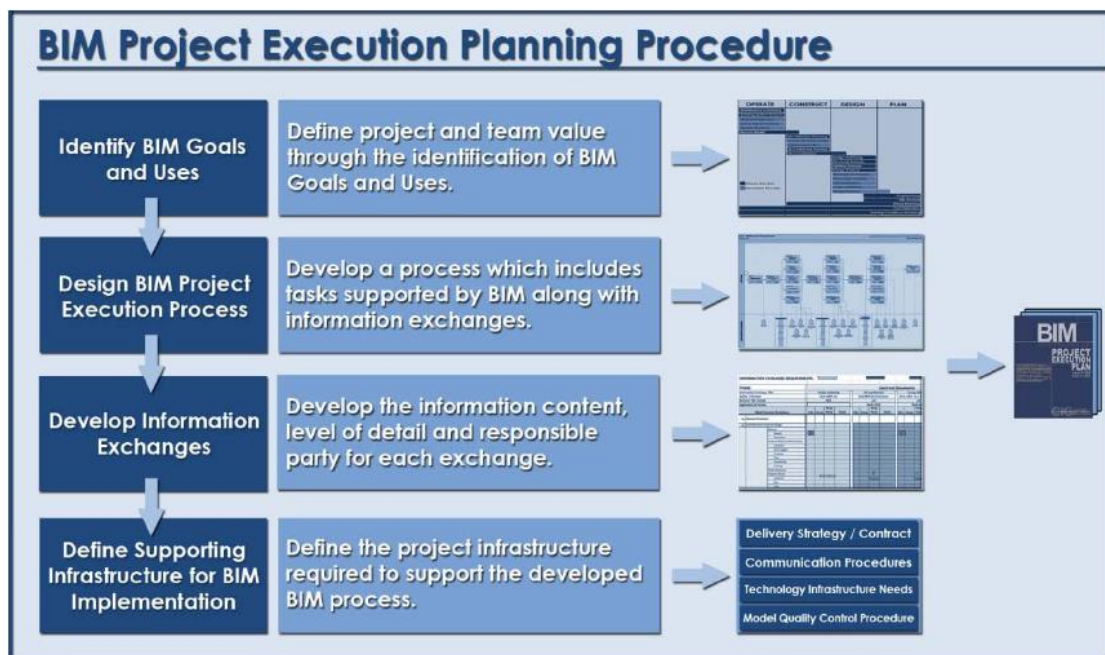 BIM Project Execution Planning Procedure
Identify BIM Goals
and Uses
Define project and team value
through the identification of BIM
Goals and Uses.
OPERATE CONSTRUCT DESIGN PLAN
Design BIM Project
Execution Process
Develop a process which includes
tasks supported by BIM along with
information exchanges.
Develop Information
Exchanges
Develop the information content,
level of detail and responsible
party for each exchange.
Define Supporting
Infrastructure for BIM
Implementation
Define the project infrastructure
required to support the developed
BIM process.
Delivery Strategy / Contract
Communication Procedures
Technology Infrastructure Needs
Model Quality Control Procedure
BIM
PROJECT
EXECUTION
PLAN